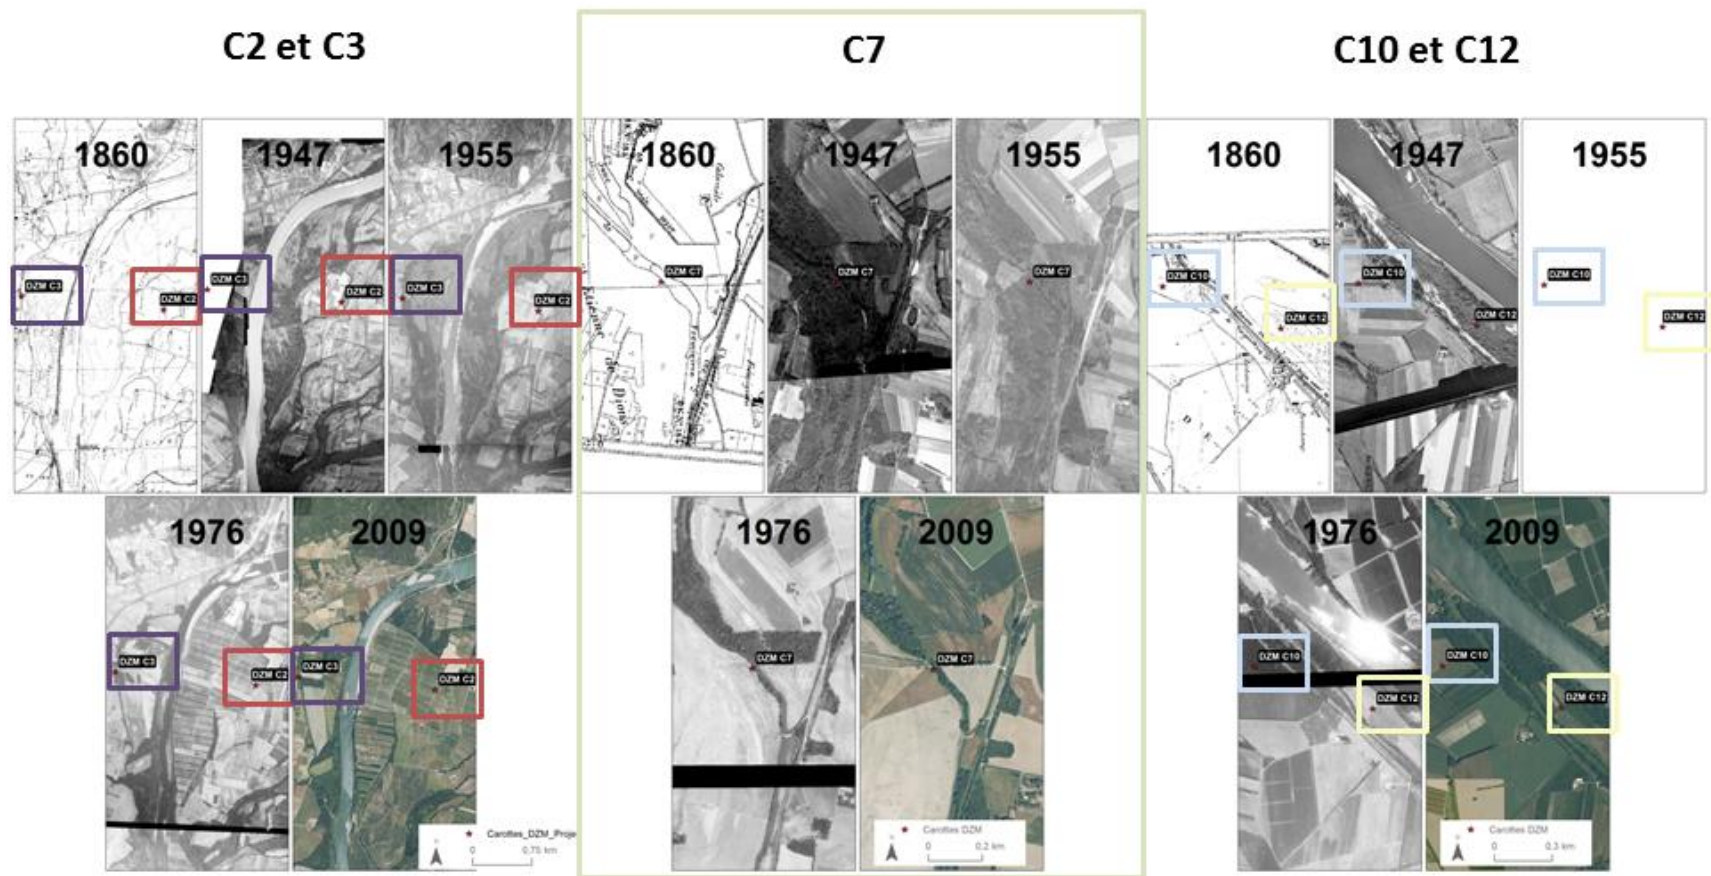 C2 et C3
C7
C10 et C12
1860
1947
1955
DZM C3
DZM C2
DZM C3
DZM C2
DZM C3
DZM C2
1860
1947
1955
DZM C7
DZM C7
DZM C7
1860
1947
1955
DZM C10
DZM C12
DZM C10
DZM C12
DZM C10
DZM C12
1976
2009
DZM C3
DZM C2
DZM C3
DZM C2
Carottes_DZM_Proje
0 0,75 km
1976
2009
DZM C7
DZM C7
Carottes DZM
0 0,2 km
1976
2009
DZM C10
DZM C12
DZM C10
DZM C12
Carottes DZM
0 0,3 km